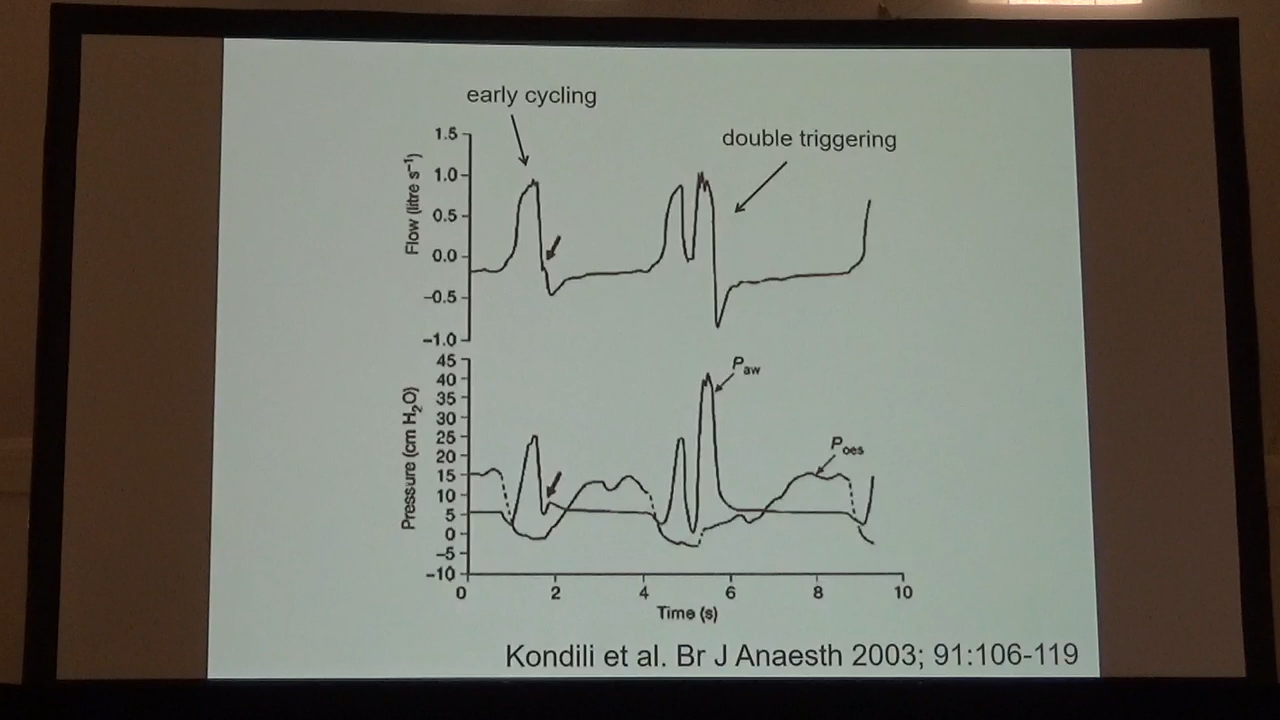 early cycling
double triggering
Flow (litre s⁻¹)
1.5
1.0
0.5
0.0
−0.5
−1.0
Pressure (cm H₂O)
45
40
35
30
25
20
15
10
5
0
−5
−10
Paw
Poes
0 2 4 6 8 10
Time (s)
Kondili et al. Br J Anaesth 2003; 91:106-119